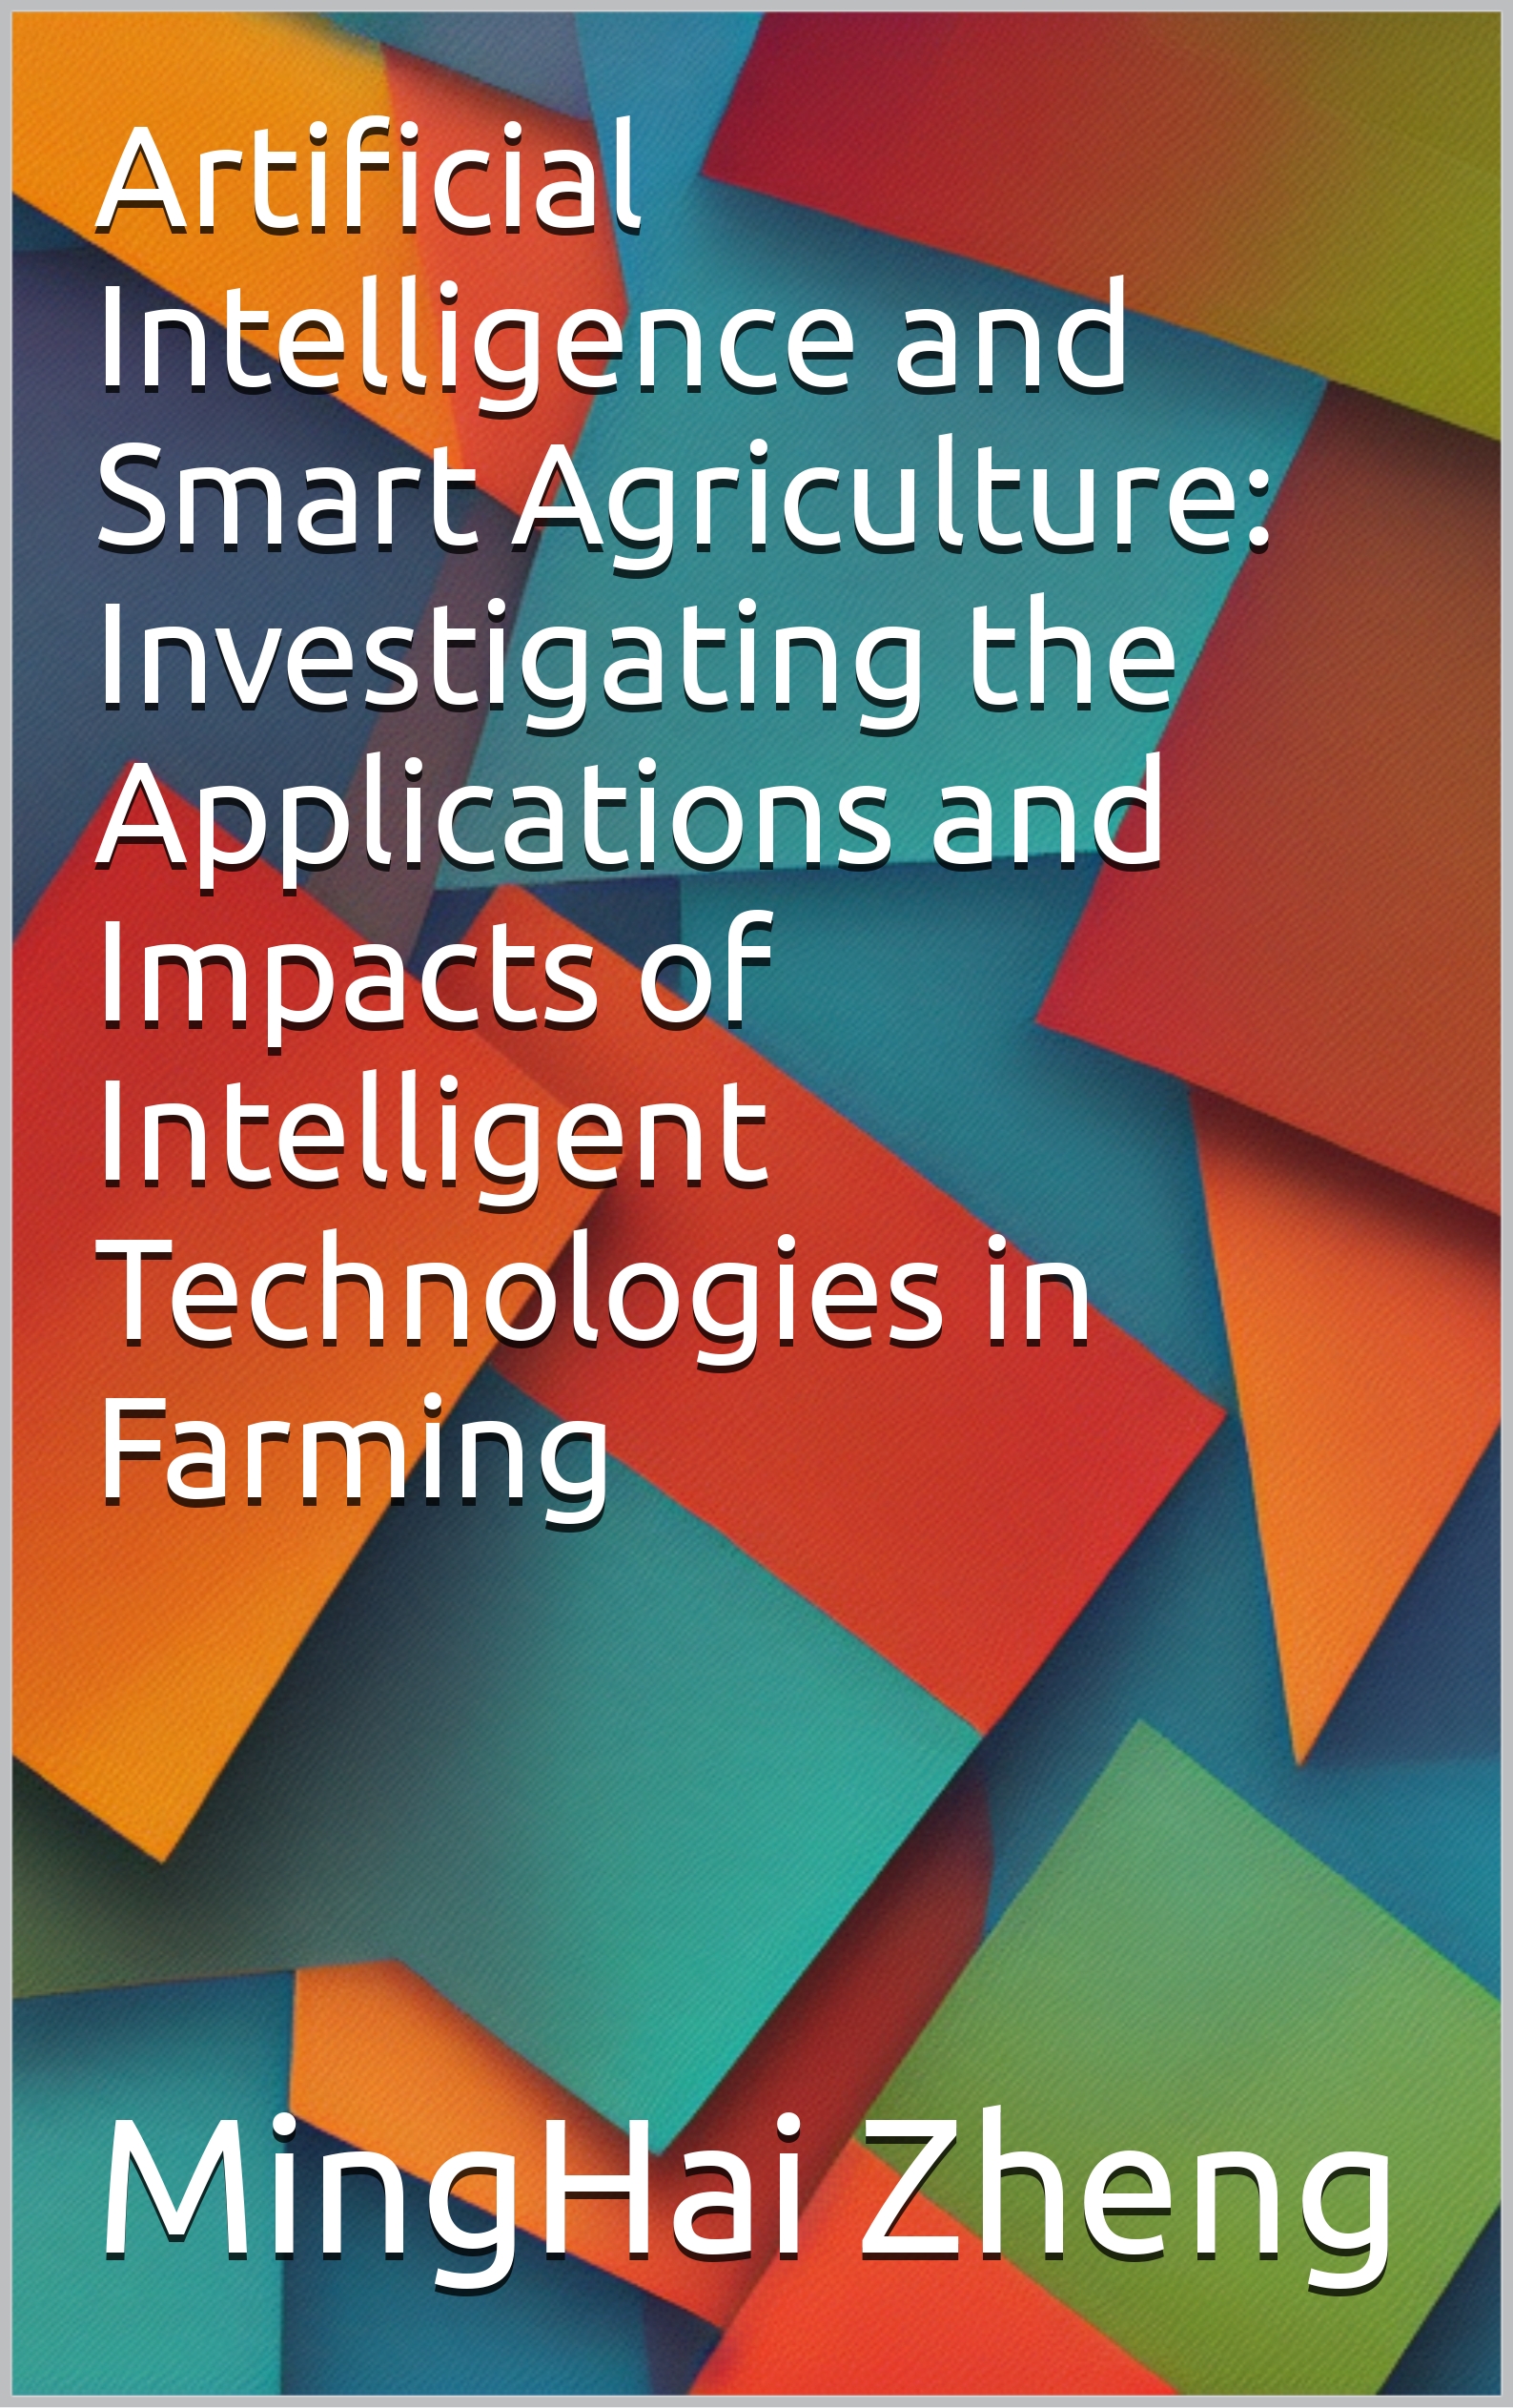 Artificial
Intelligence and
Smart Agriculture:
Investigating the
Applications and
Impacts of
Intelligent
Technologies in
Farming
MingHai Zheng